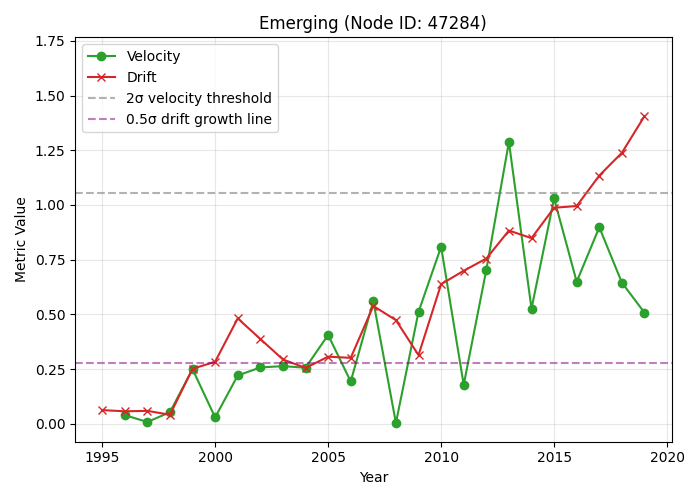 Emerging (Node ID: 47284)
Velocity
Drift
2σ velocity threshold
0.5σ drift growth line
Metric Value
1.75
1.50
1.25
1.00
0.75
0.50
0.25
0.00
1995 2000 2005 2010 2015 2020
Year